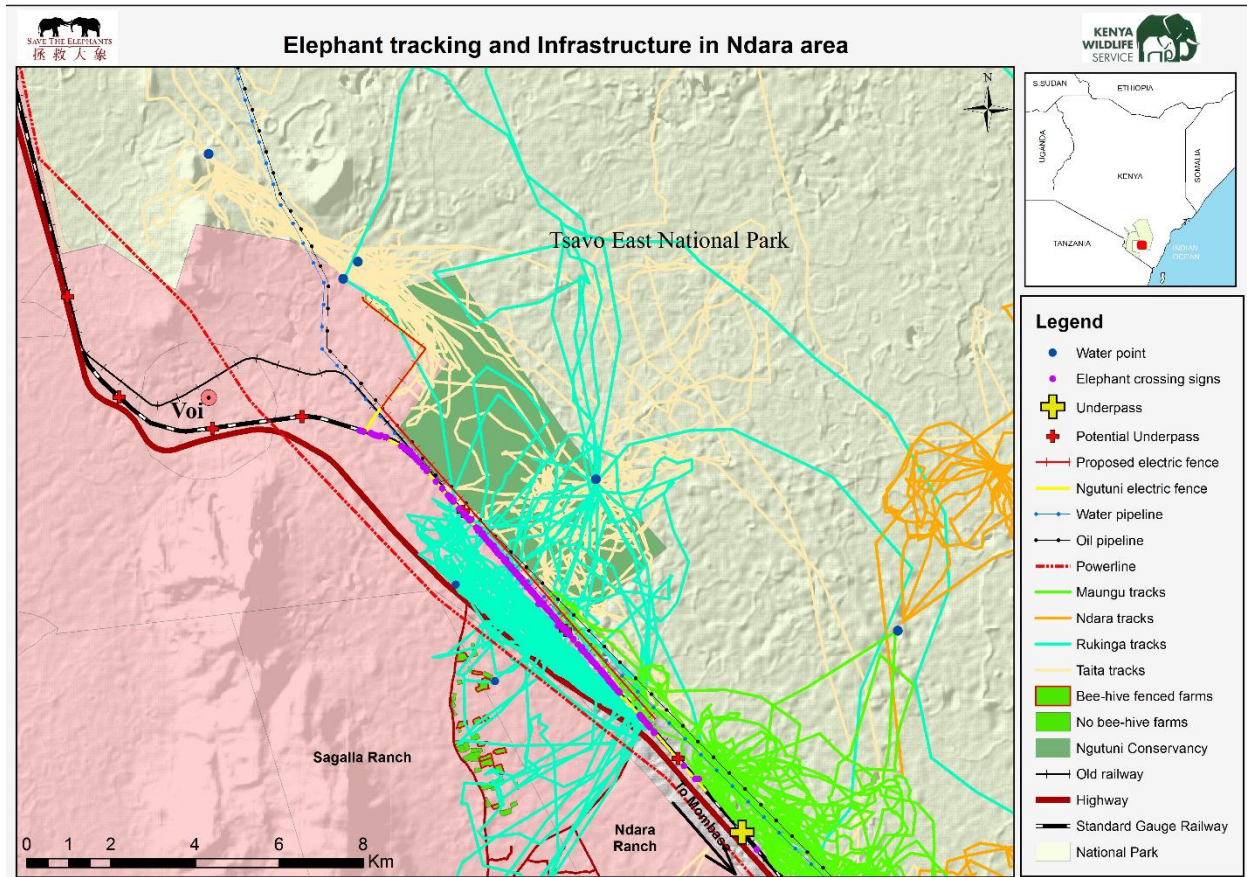 SAVE THE ELEPHANTS
拯救大象
Elephant tracking and Infrastructure in Ndara area
KENYA
WILDLIFE
SERVICE
N
Tsavo East National Park
Voi
Sagalla Ranch
Ndara
Ranch
To Mombasa
0 2 4 6 8
Km
S.SUDAN
ETHIOPIA
UGANDA
KENYA
SOMALIA
TANZANIA
INDIAN
OCEAN
Legend
Water point
Elephant crossing signs
Underpass
Potential Underpass
Proposed electric fence
Ngutuni electric fence
Water pipeline
Oil pipeline
Powerline
Maungu tracks
Ndara tracks
Rukinga tracks
Taita tracks
Bee-hive fenced farms
No bee-hive farms
Ngutuni Conservancy
Old railway
Highway
Standard Gauge Railway
National Park